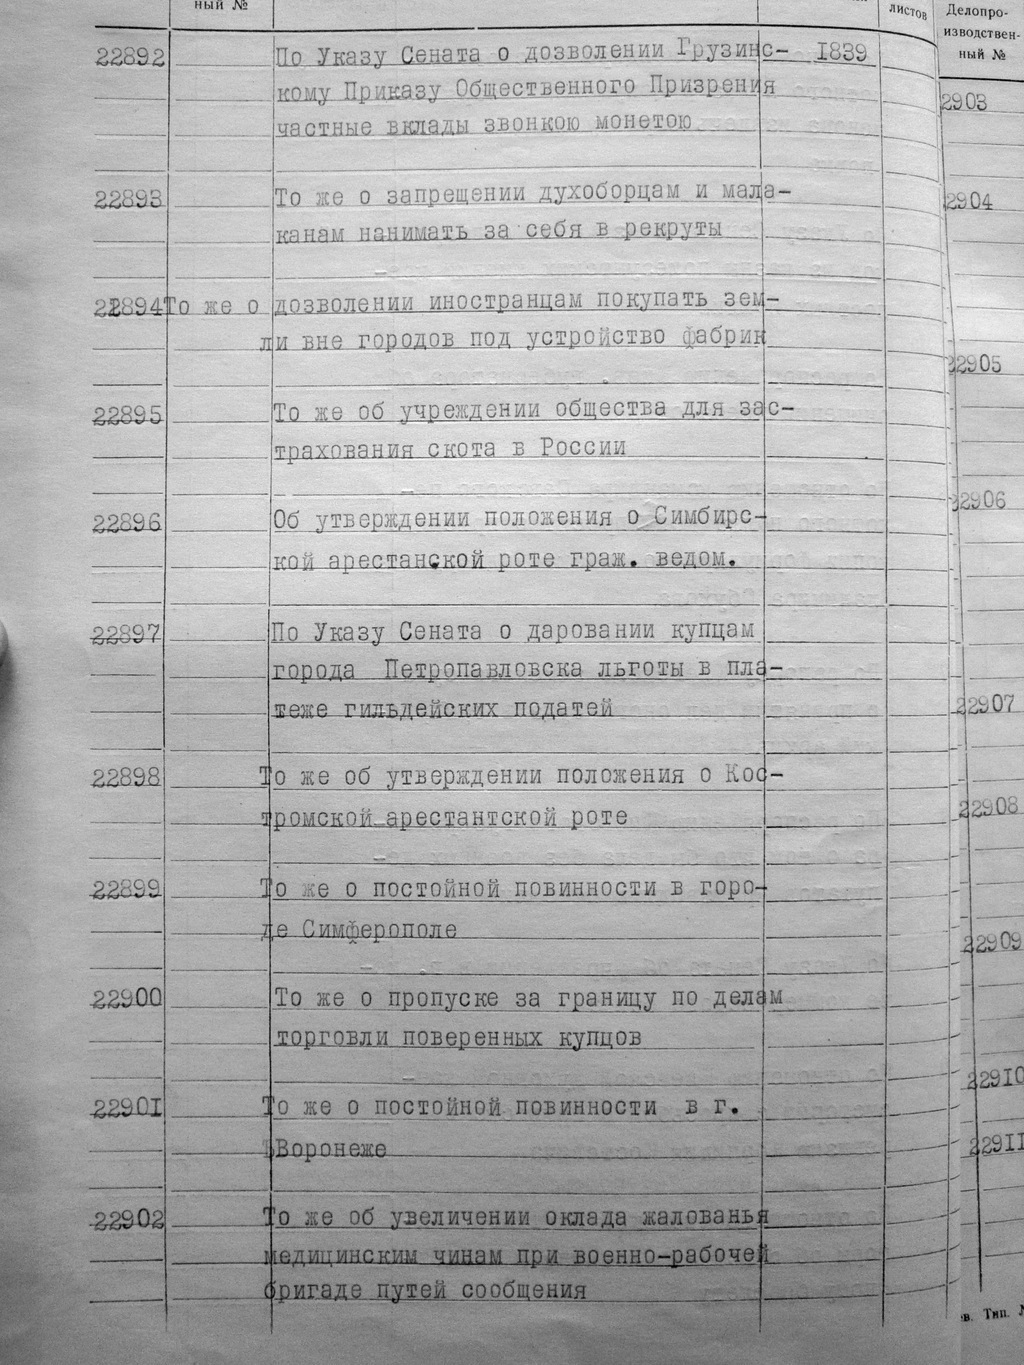 ный №
листов
Делопро-
изводствен-
ный №
22892 По Указу Сената о дозволении Грузинс- 1839
кому Приказу Общественного Призрения
частные вклады звонкою монетою
22893 То же о запрещении духоборцам и мала-
канам нанимать за себя в рекруты
22894 То же о дозволении иностранцам покупать зем-
ли вне городов под устройство фабрик
22895 То же об учреждении общества для зас-
трахования скота в России
22896 Об утверждении положения о Симбирс-
кой арестанской роте граж. ведом.
22897 По Указу Сената о даровании купцам
города Петропавловска льготы в пла-
теже гильдейских податей
22898 То же об утверждении положения о Кос-
тромской арестантской роте
22899 То же о постойной повинности в горо-
де Симферополе
22900 То же о пропуске за границу по делам
торговли поверенных купцов
22901 То же о постойной повинности в г.
Воронеже
22902 То же об увеличении оклада жалованья
медицинским чинам при военно-рабочей
бригаде путей сообщения
2903
2904
22905
22906
22907
22908
22909
22910
22911
Тип.